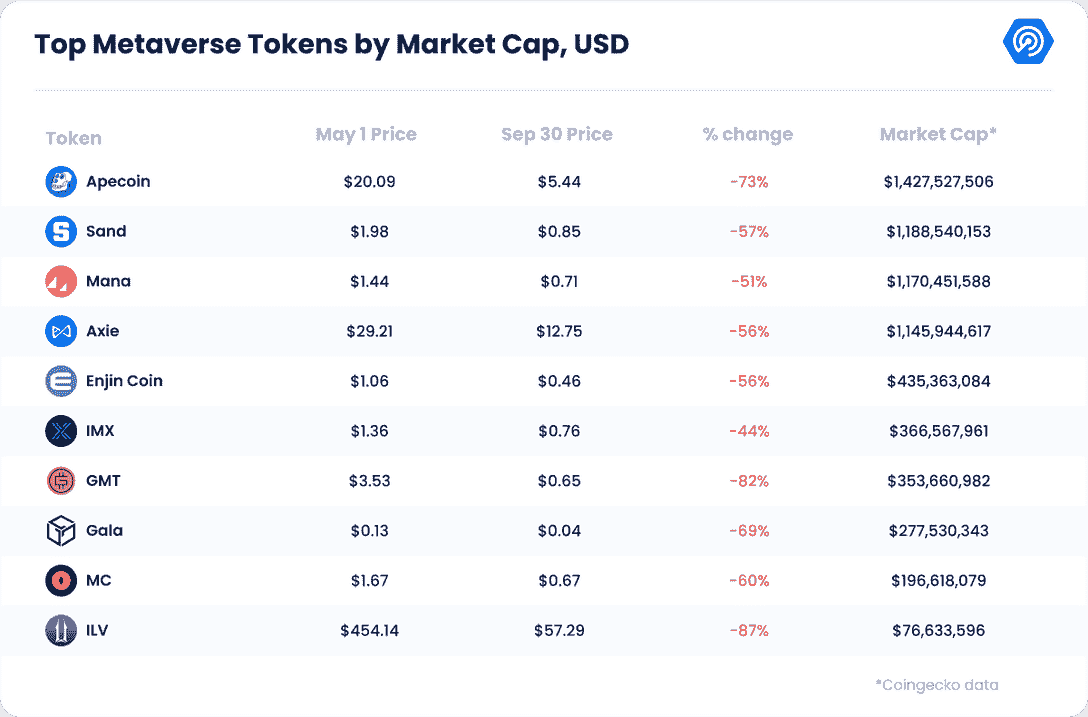 Top Metaverse Tokens by Market Cap, USD
Token May 1 Price Sep 30 Price % change Market Cap*
Apecoin $20.09 $5.44 -73% $1,427,527,506
Sand $1.98 $0.85 -57% $1,188,540,153
Mana $1.44 $0.71 -51% $1,170,451,588
Axie $29.21 $12.75 -56% $1,145,944,617
Enjin Coin $1.06 $0.46 -56% $435,363,084
IMX $1.36 $0.76 -44% $366,567,961
GMT $3.53 $0.65 -82% $353,660,982
Gala $0.13 $0.04 -69% $277,530,343
MC $1.67 $0.67 -60% $196,618,079
ILV $454.14 $57.29 -87% $76,633,596
*Coingecko data